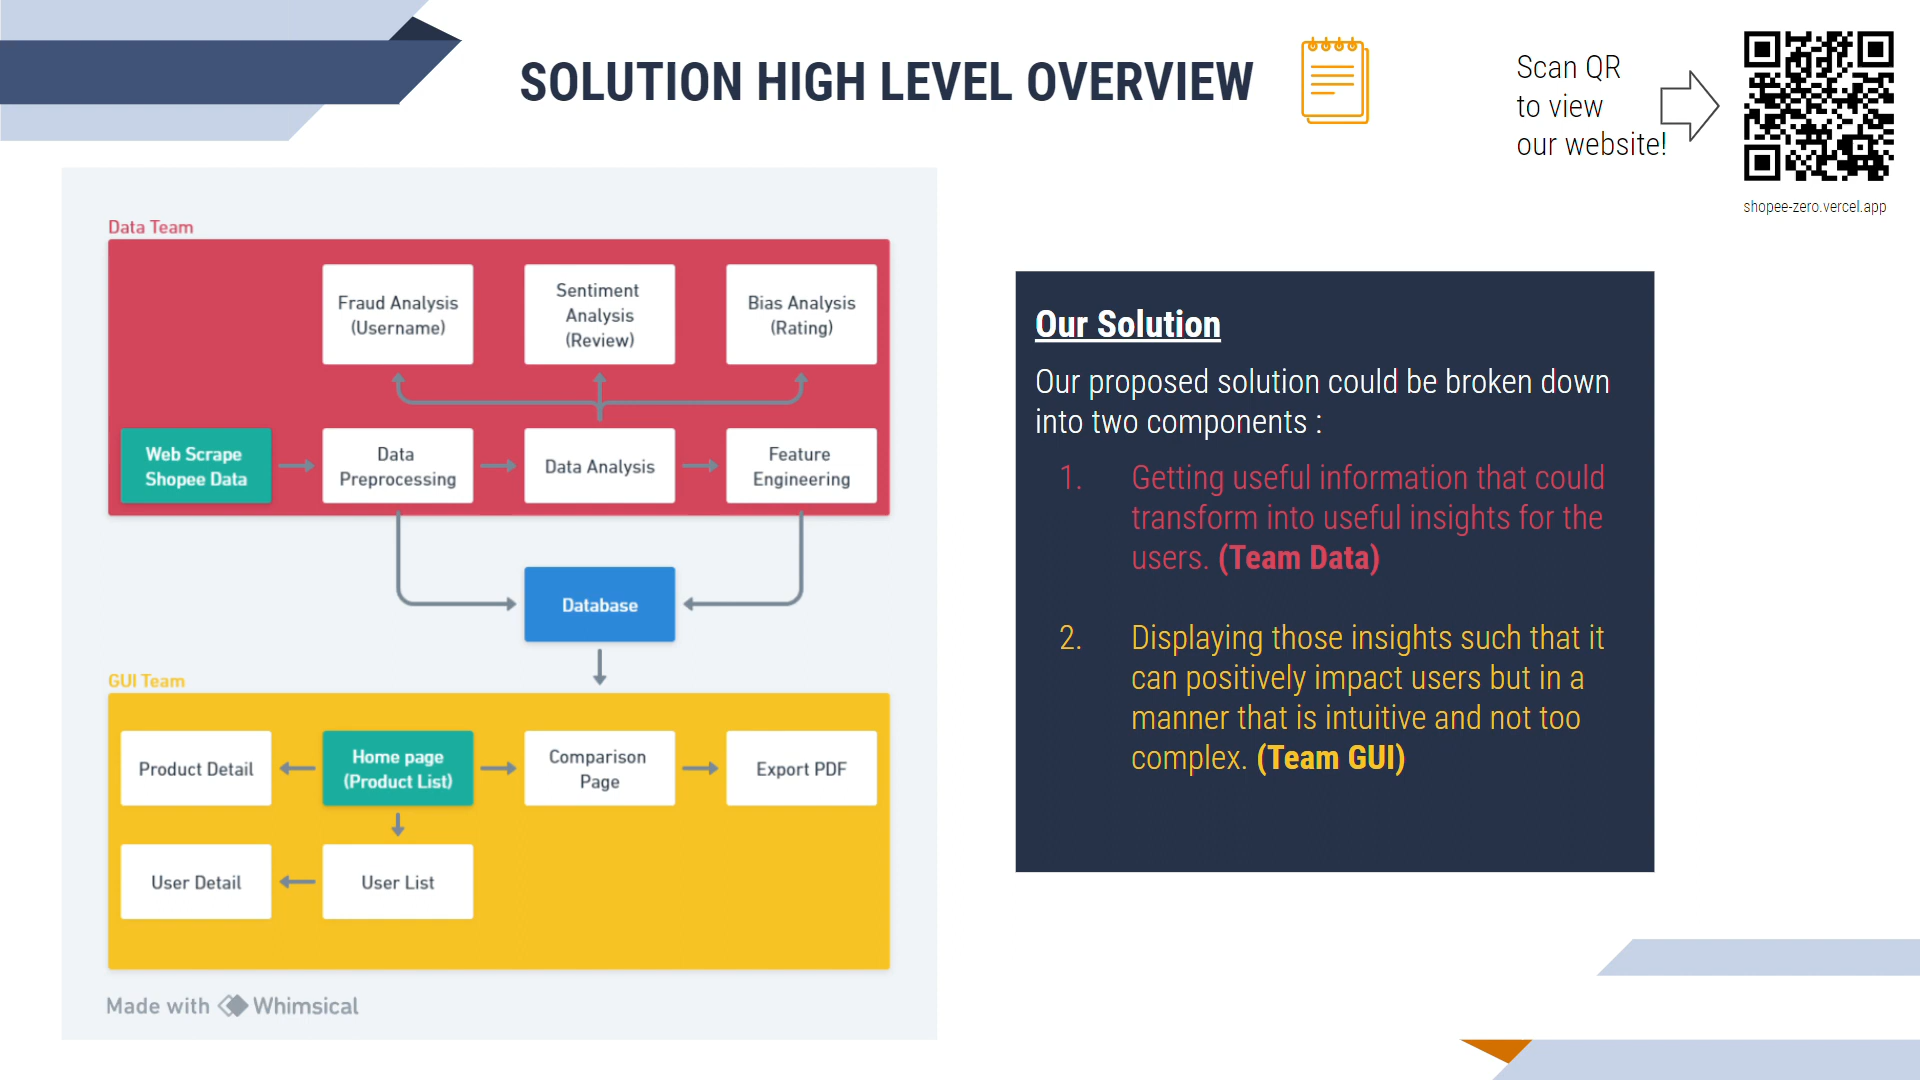 SOLUTION HIGH LEVEL OVERVIEW
Scan QR
to view
our website!
shopee-zero.vercel.app
Data Team
Fraud Analysis
(Username)
Sentiment
Analysis
(Review)
Bias Analysis
(Rating)
Web Scrape
Shopee Data
Data
Preprocessing
Data Analysis
Feature
Engineering
Database
GUI Team
Product Detail
Home page
(Product List)
Comparison
Page
Export PDF
User Detail
User List
Made with Whimsical
Our Solution
Our proposed solution could be broken down
into two components :
1. Getting useful information that could
transform into useful insights for the
users. (Team Data)
2. Displaying those insights such that it
can positively impact users but in a
manner that is intuitive and not too
complex. (Team GUI)